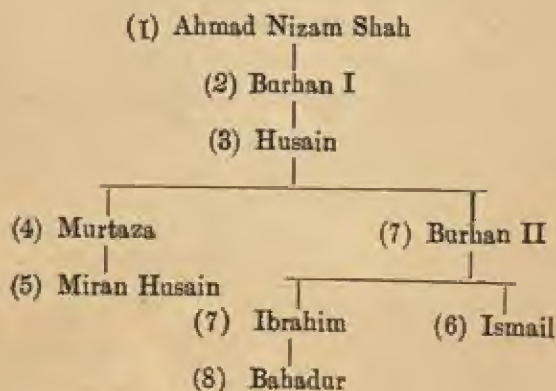 (1) Ahmad Nizam Shah
(2) Burhan I
(3) Husain
(4) Murtaza (7) Burhan II
(5) Miran Husain
(7) Ibrahim (6) Ismail
(8) Bahadur